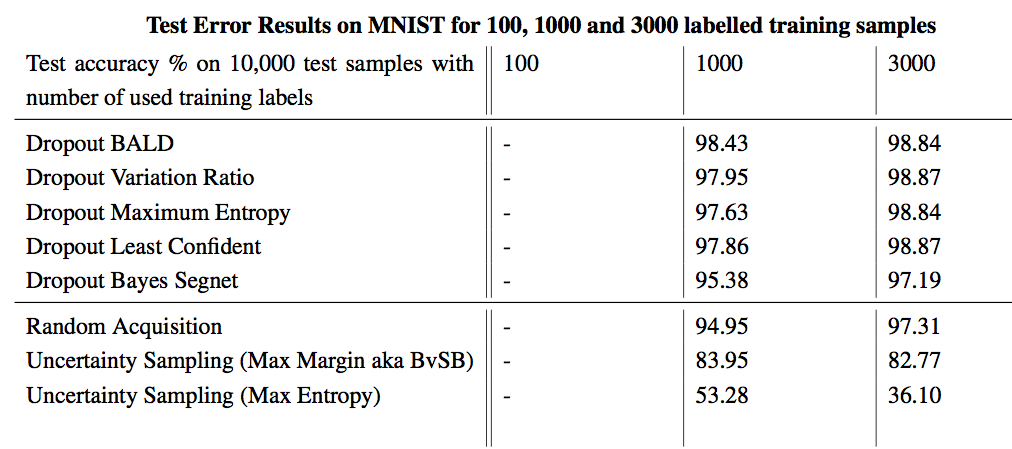 Test Error Results on MNIST for 100, 1000 and 3000 labelled training samples
Test accuracy % on 10,000 test samples with number of used training labels 100 1000 3000
Dropout BALD - 98.43 98.84
Dropout Variation Ratio - 97.95 98.87
Dropout Maximum Entropy - 97.63 98.84
Dropout Least Confident - 97.86 98.87
Dropout Bayes Segnet - 95.38 97.19
Random Acquisition - 94.95 97.31
Uncertainty Sampling (Max Margin aka BvSB) - 83.95 82.77
Uncertainty Sampling (Max Entropy) - 53.28 36.10